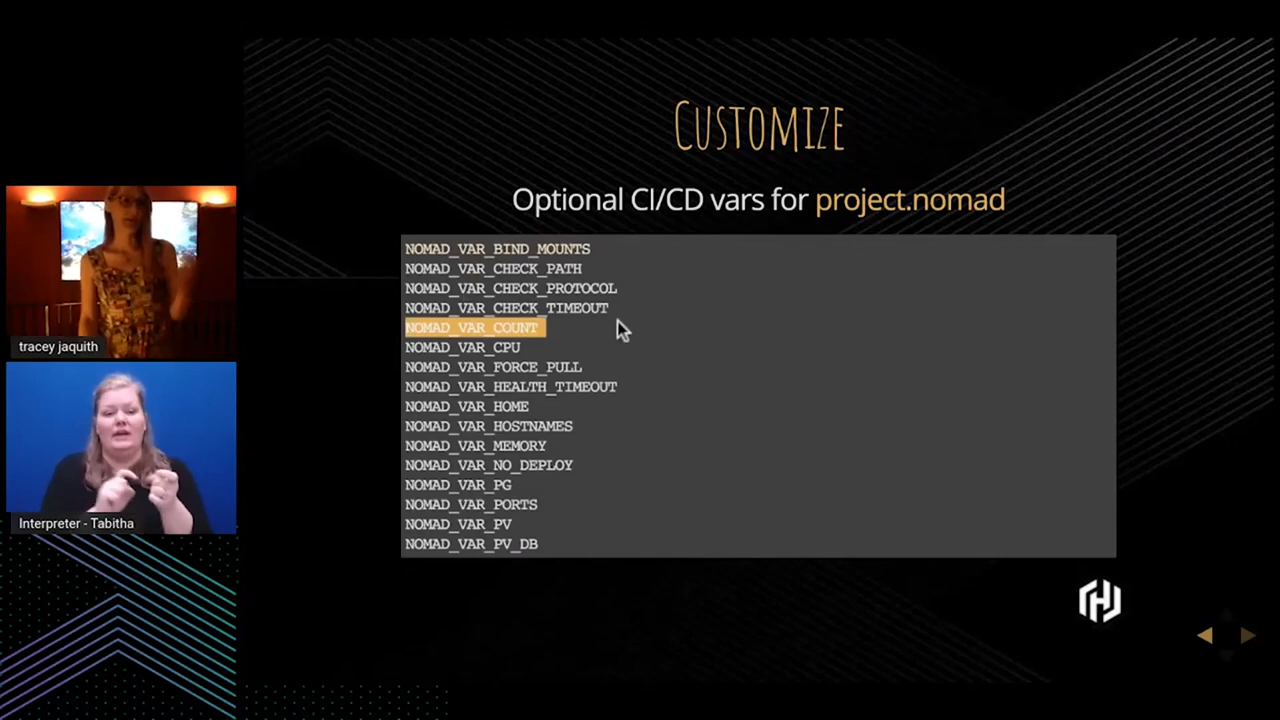 CUSTOMIZE
Optional CI/CD vars for project.nomad
NOMAD_VAR_BIND_MOUNTS
NOMAD_VAR_CHECK_PATH
NOMAD_VAR_CHECK_PROTOCOL
NOMAD_VAR_CHECK_TIMEOUT
NOMAD_VAR_COUNT
NOMAD_VAR_CPU
NOMAD_VAR_FORCE_PULL
NOMAD_VAR_HEALTH_TIMEOUT
NOMAD_VAR_HOME
NOMAD_VAR_HOSTNAMES
NOMAD_VAR_MEMORY
NOMAD_VAR_NO_DEPLOY
NOMAD_VAR_PG
NOMAD_VAR_PORTS
NOMAD_VAR_PV
NOMAD_VAR_PV_DB
tracey jaquith
Interpreter - Tabitha